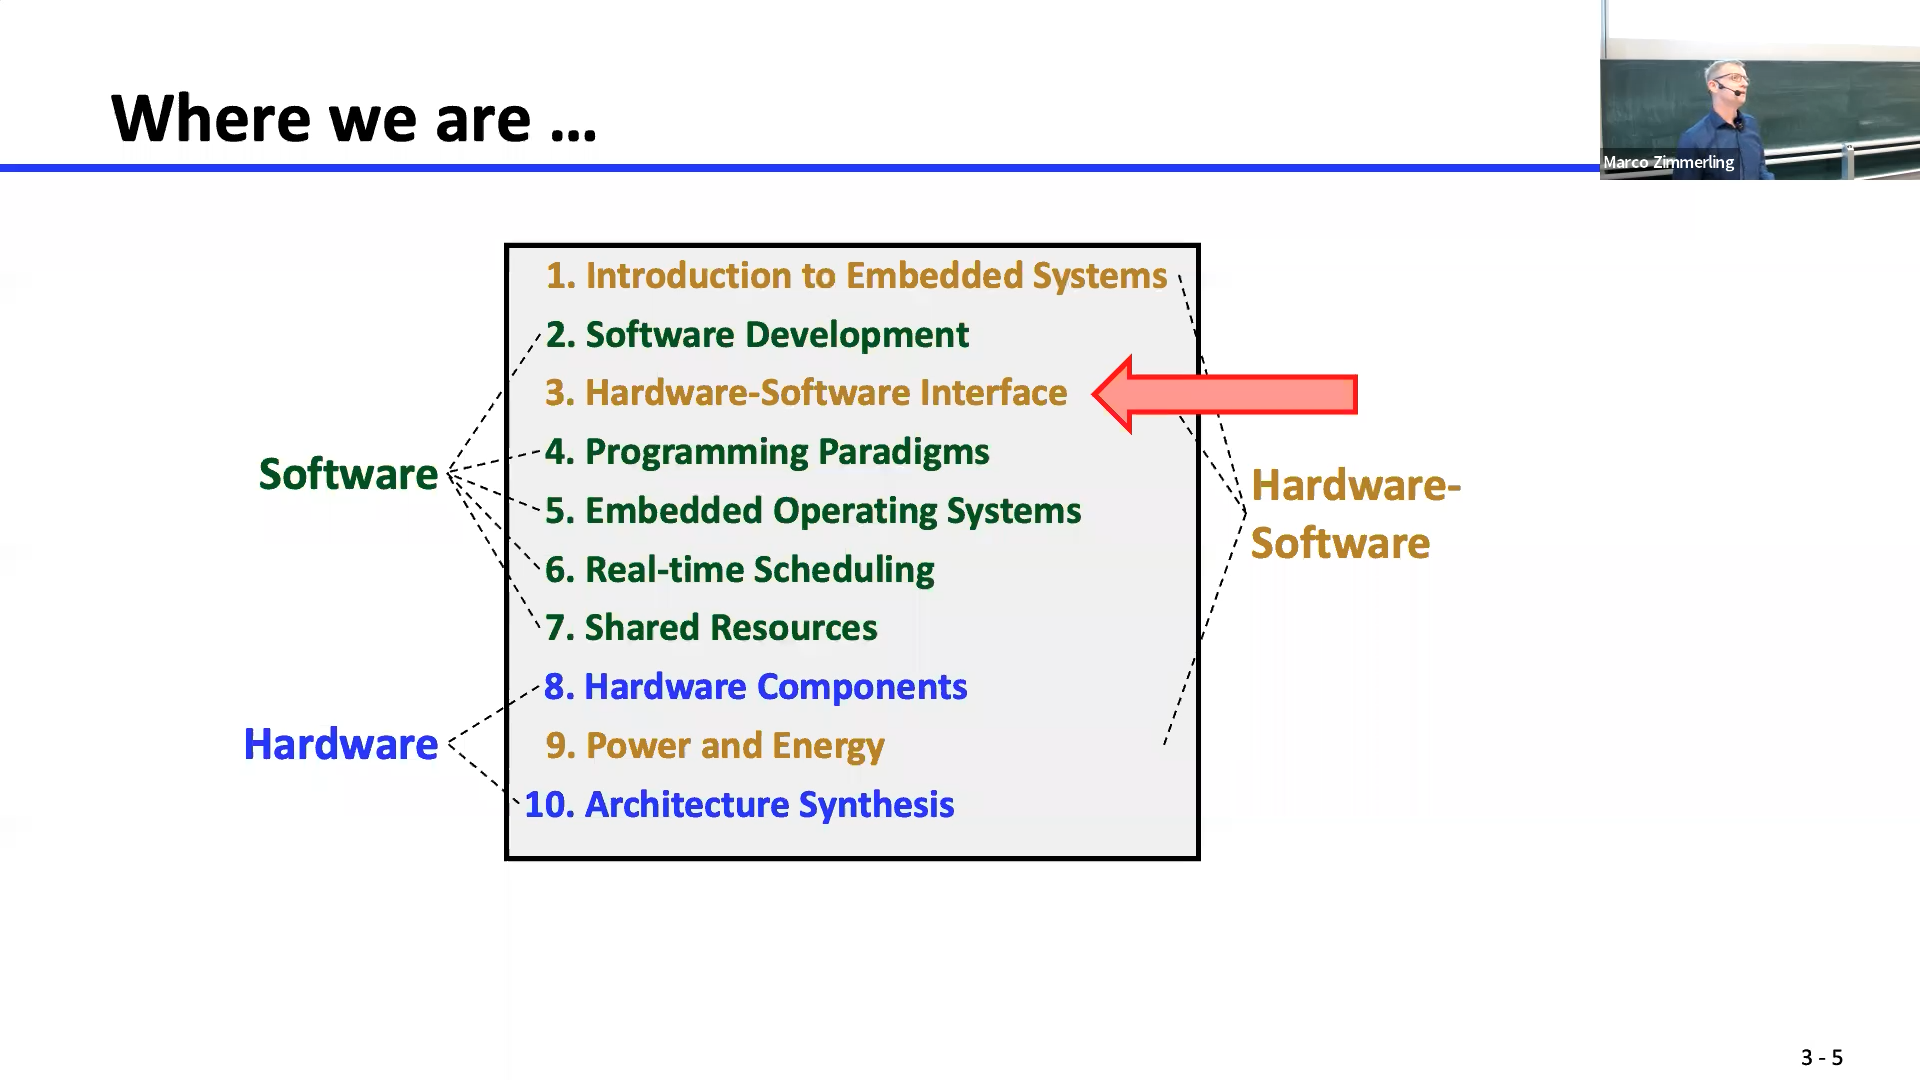 Where we are ...
Marco Zimmerling
1. Introduction to Embedded Systems
2. Software Development
3. Hardware-Software Interface
4. Programming Paradigms
5. Embedded Operating Systems
6. Real-time Scheduling
7. Shared Resources
8. Hardware Components
9. Power and Energy
10. Architecture Synthesis
Software
Hardware
Hardware-
Software
3 - 5